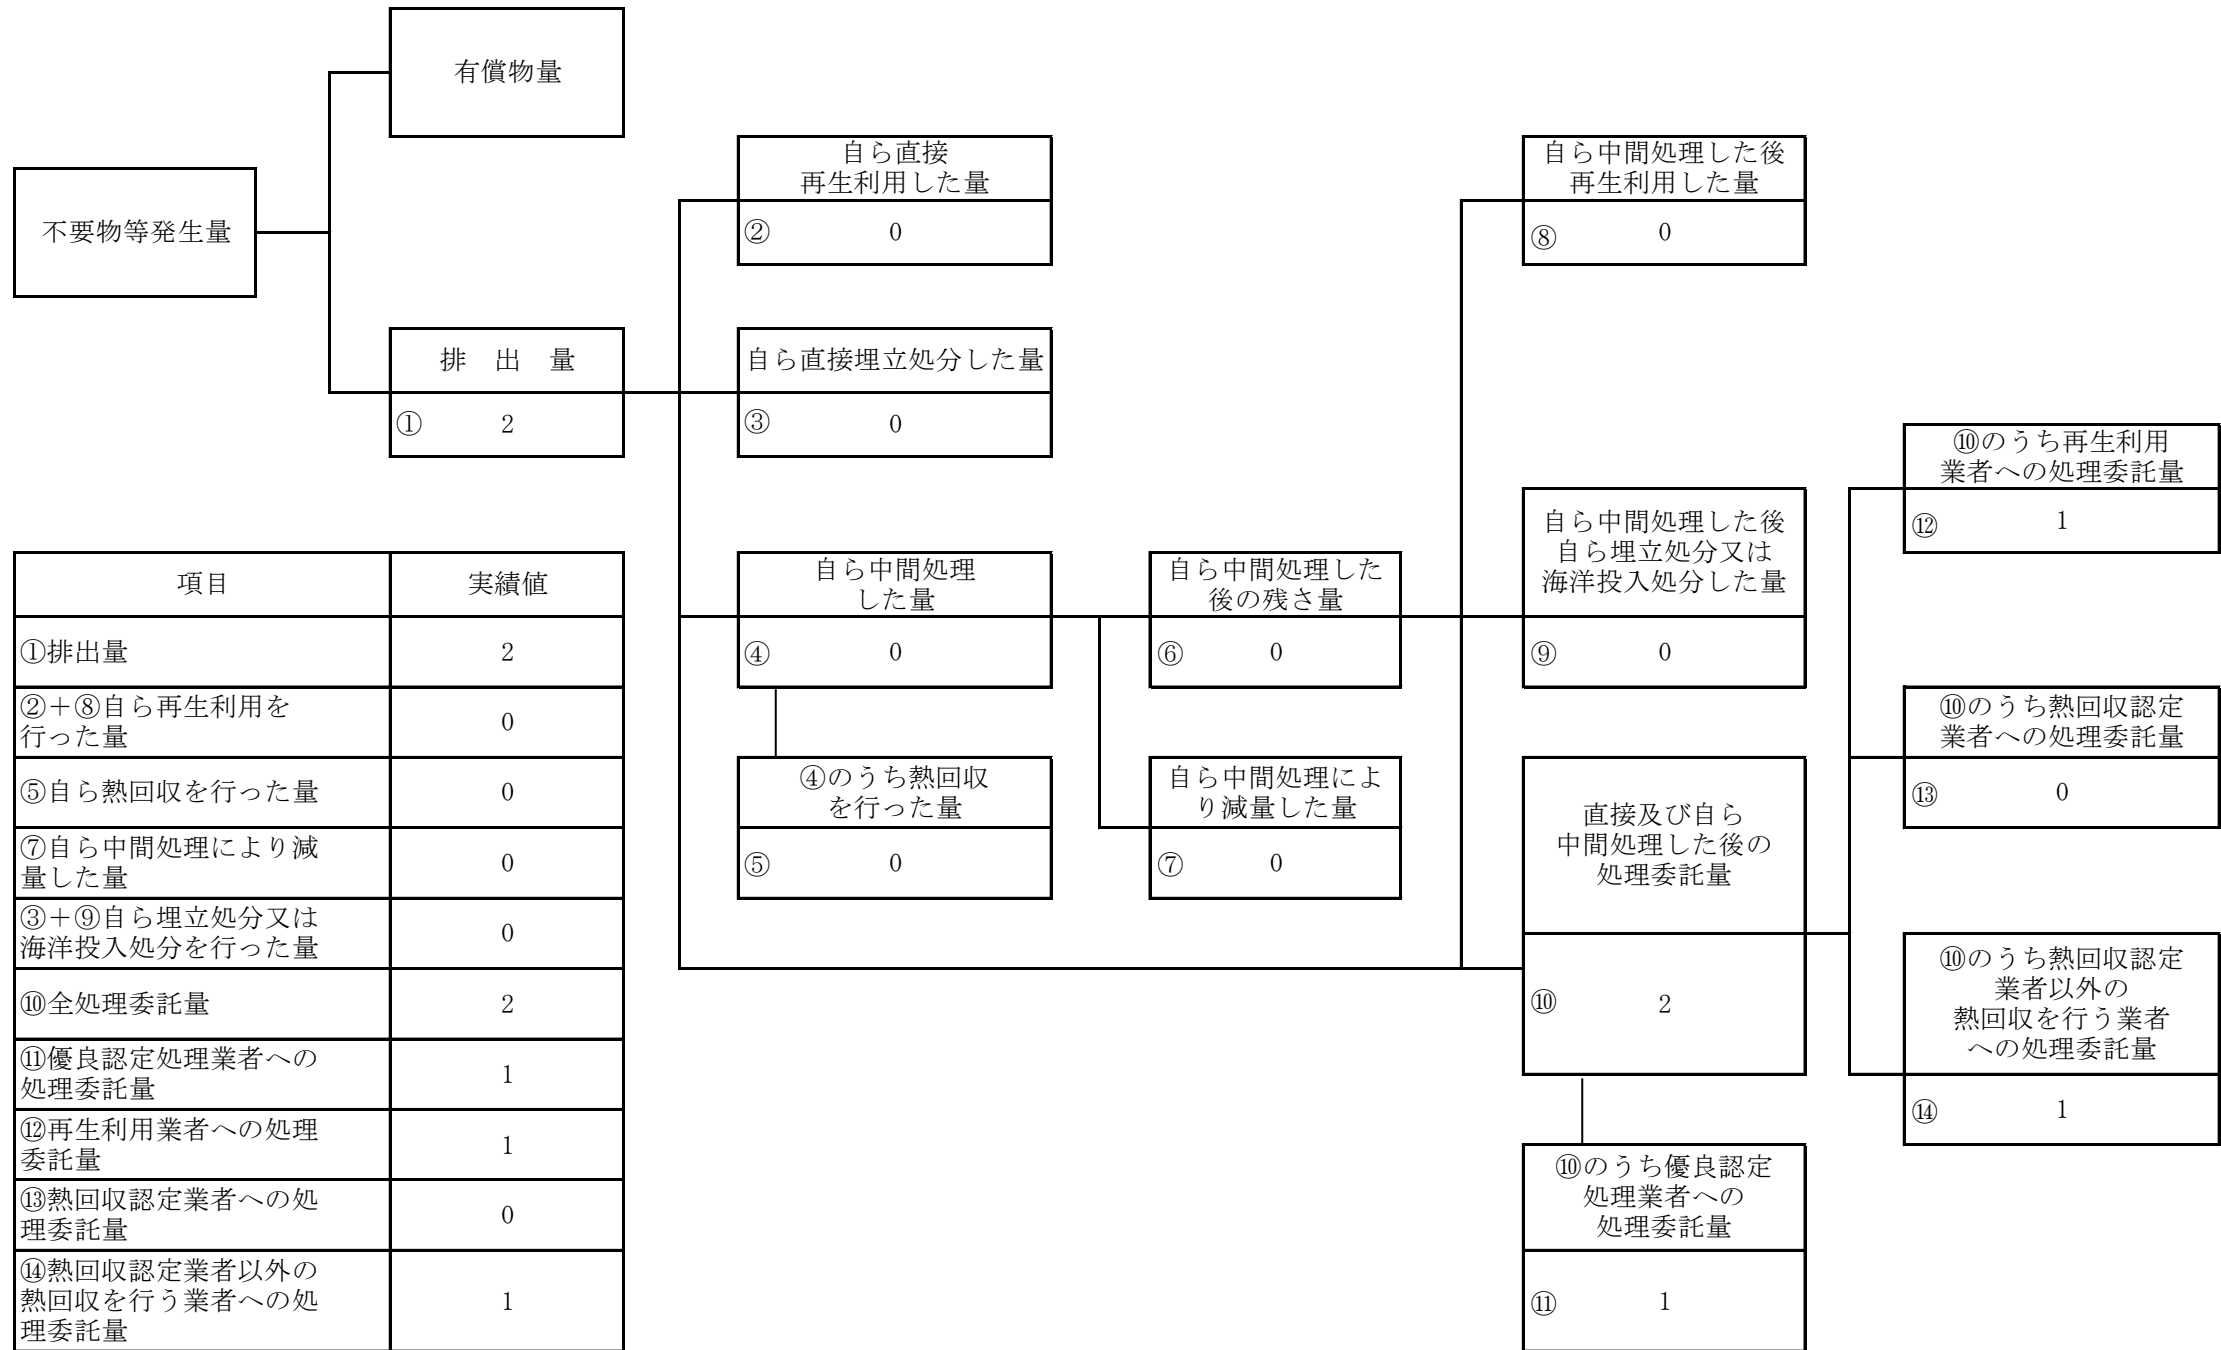 有償物量
不要物等発生量
排　出　量
① 2
自ら直接
再生利用した量
② 0
自ら直接埋立処分した量
③ 0
自ら中間処理
した量
④ 0
④のうち熱回収
を行った量
⑤ 0
自ら中間処理した
後の残さ量
⑥ 0
自ら中間処理によ
り減量した量
⑦ 0
自ら中間処理した後
再生利用した量
⑧ 0
自ら中間処理した後
自ら埋立処分又は
海洋投入処分した量
⑨ 0
直接及び自ら
中間処理した後の
処理委託量
⑩ 2
⑩のうち優良認定
処理業者への
処理委託量
⑪ 1
⑩のうち再生利用
業者への処理委託量
⑫ 1
⑩のうち熱回収認定
業者への処理委託量
⑬ 0
⑩のうち熱回収認定
業者以外の
熱回収を行う業者
への処理委託量
⑭ 1
項目 実績値
①排出量 2
②＋⑧自ら再生利用を
行った量 0
⑤自ら熱回収を行った量 0
⑦自ら中間処理により減
量した量 0
③＋⑨自ら埋立処分又は
海洋投入処分を行った量 0
⑩全処理委託量 2
⑪優良認定処理業者への
処理委託量 1
⑫再生利用業者への処理
委託量 1
⑬熱回収認定業者への処
理委託量 0
⑭熱回収認定業者以外の
熱回収を行う業者への処
理委託量 1